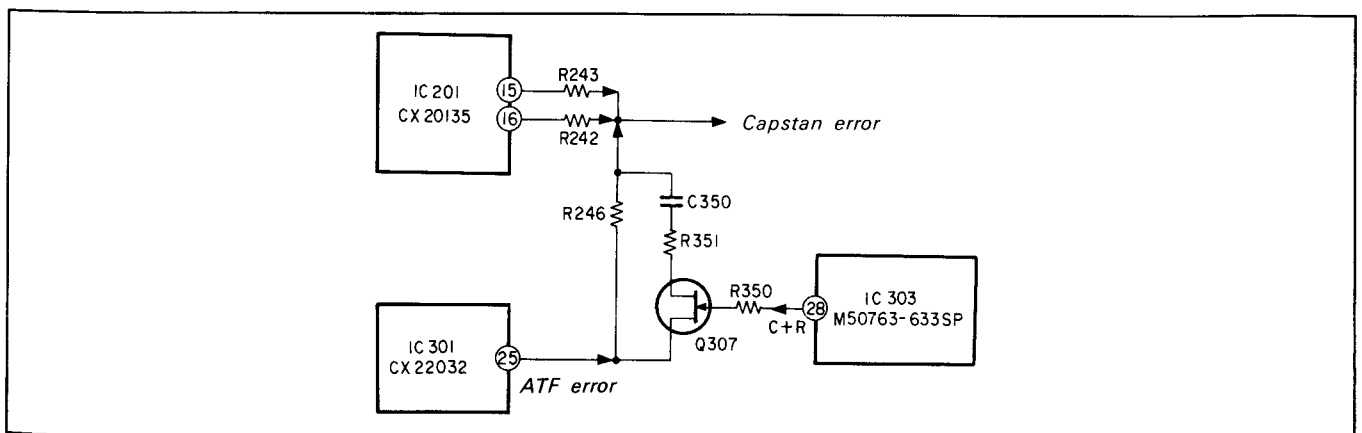 IC 201
CX 20135
15
16
R243
R242
Capstan error
R246
C350
R351
Q307
R350
C+R
28
IC 303
M50763-633SP
IC 301
CX 22032
25
ATF error